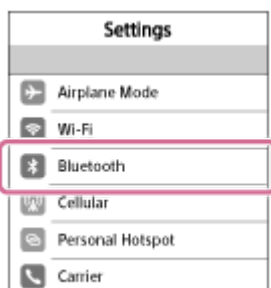 Settings
Airplane Mode
Wi-Fi
Bluetooth
Cellular
Personal Hotspot
Carrier